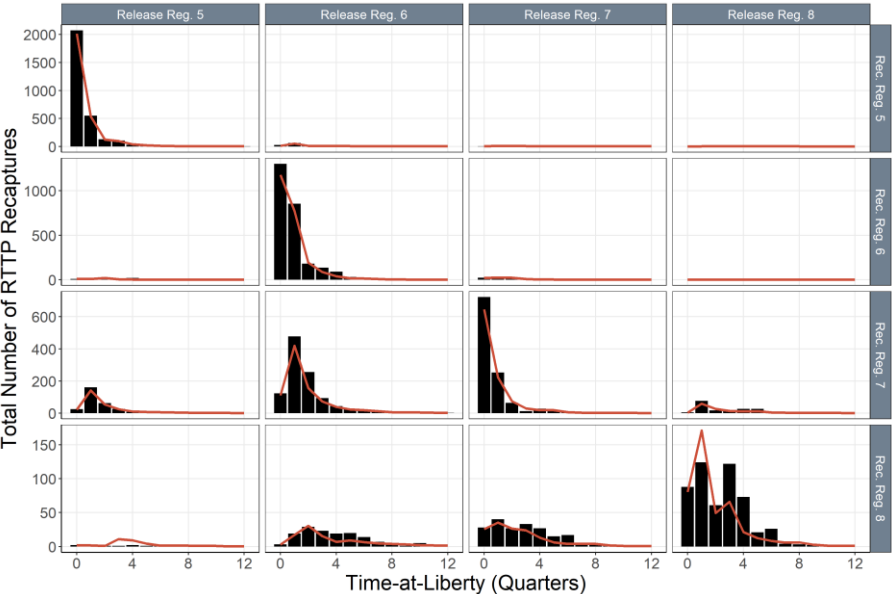 Release Reg. 5 Release Reg. 6 Release Reg. 7 Release Reg. 8
2000
1500
1000
500
0
Rec. Reg. 5
1000
500
0
Rec. Reg. 6
600
400
200
0
Rec. Reg. 7
150
100
50
0
Rec. Reg. 8
0 4 8 12 0 4 8 12 0 4 8 12 0 4 8 12
Time-at-Liberty (Quarters)
Total Number of RTTP Recaptures